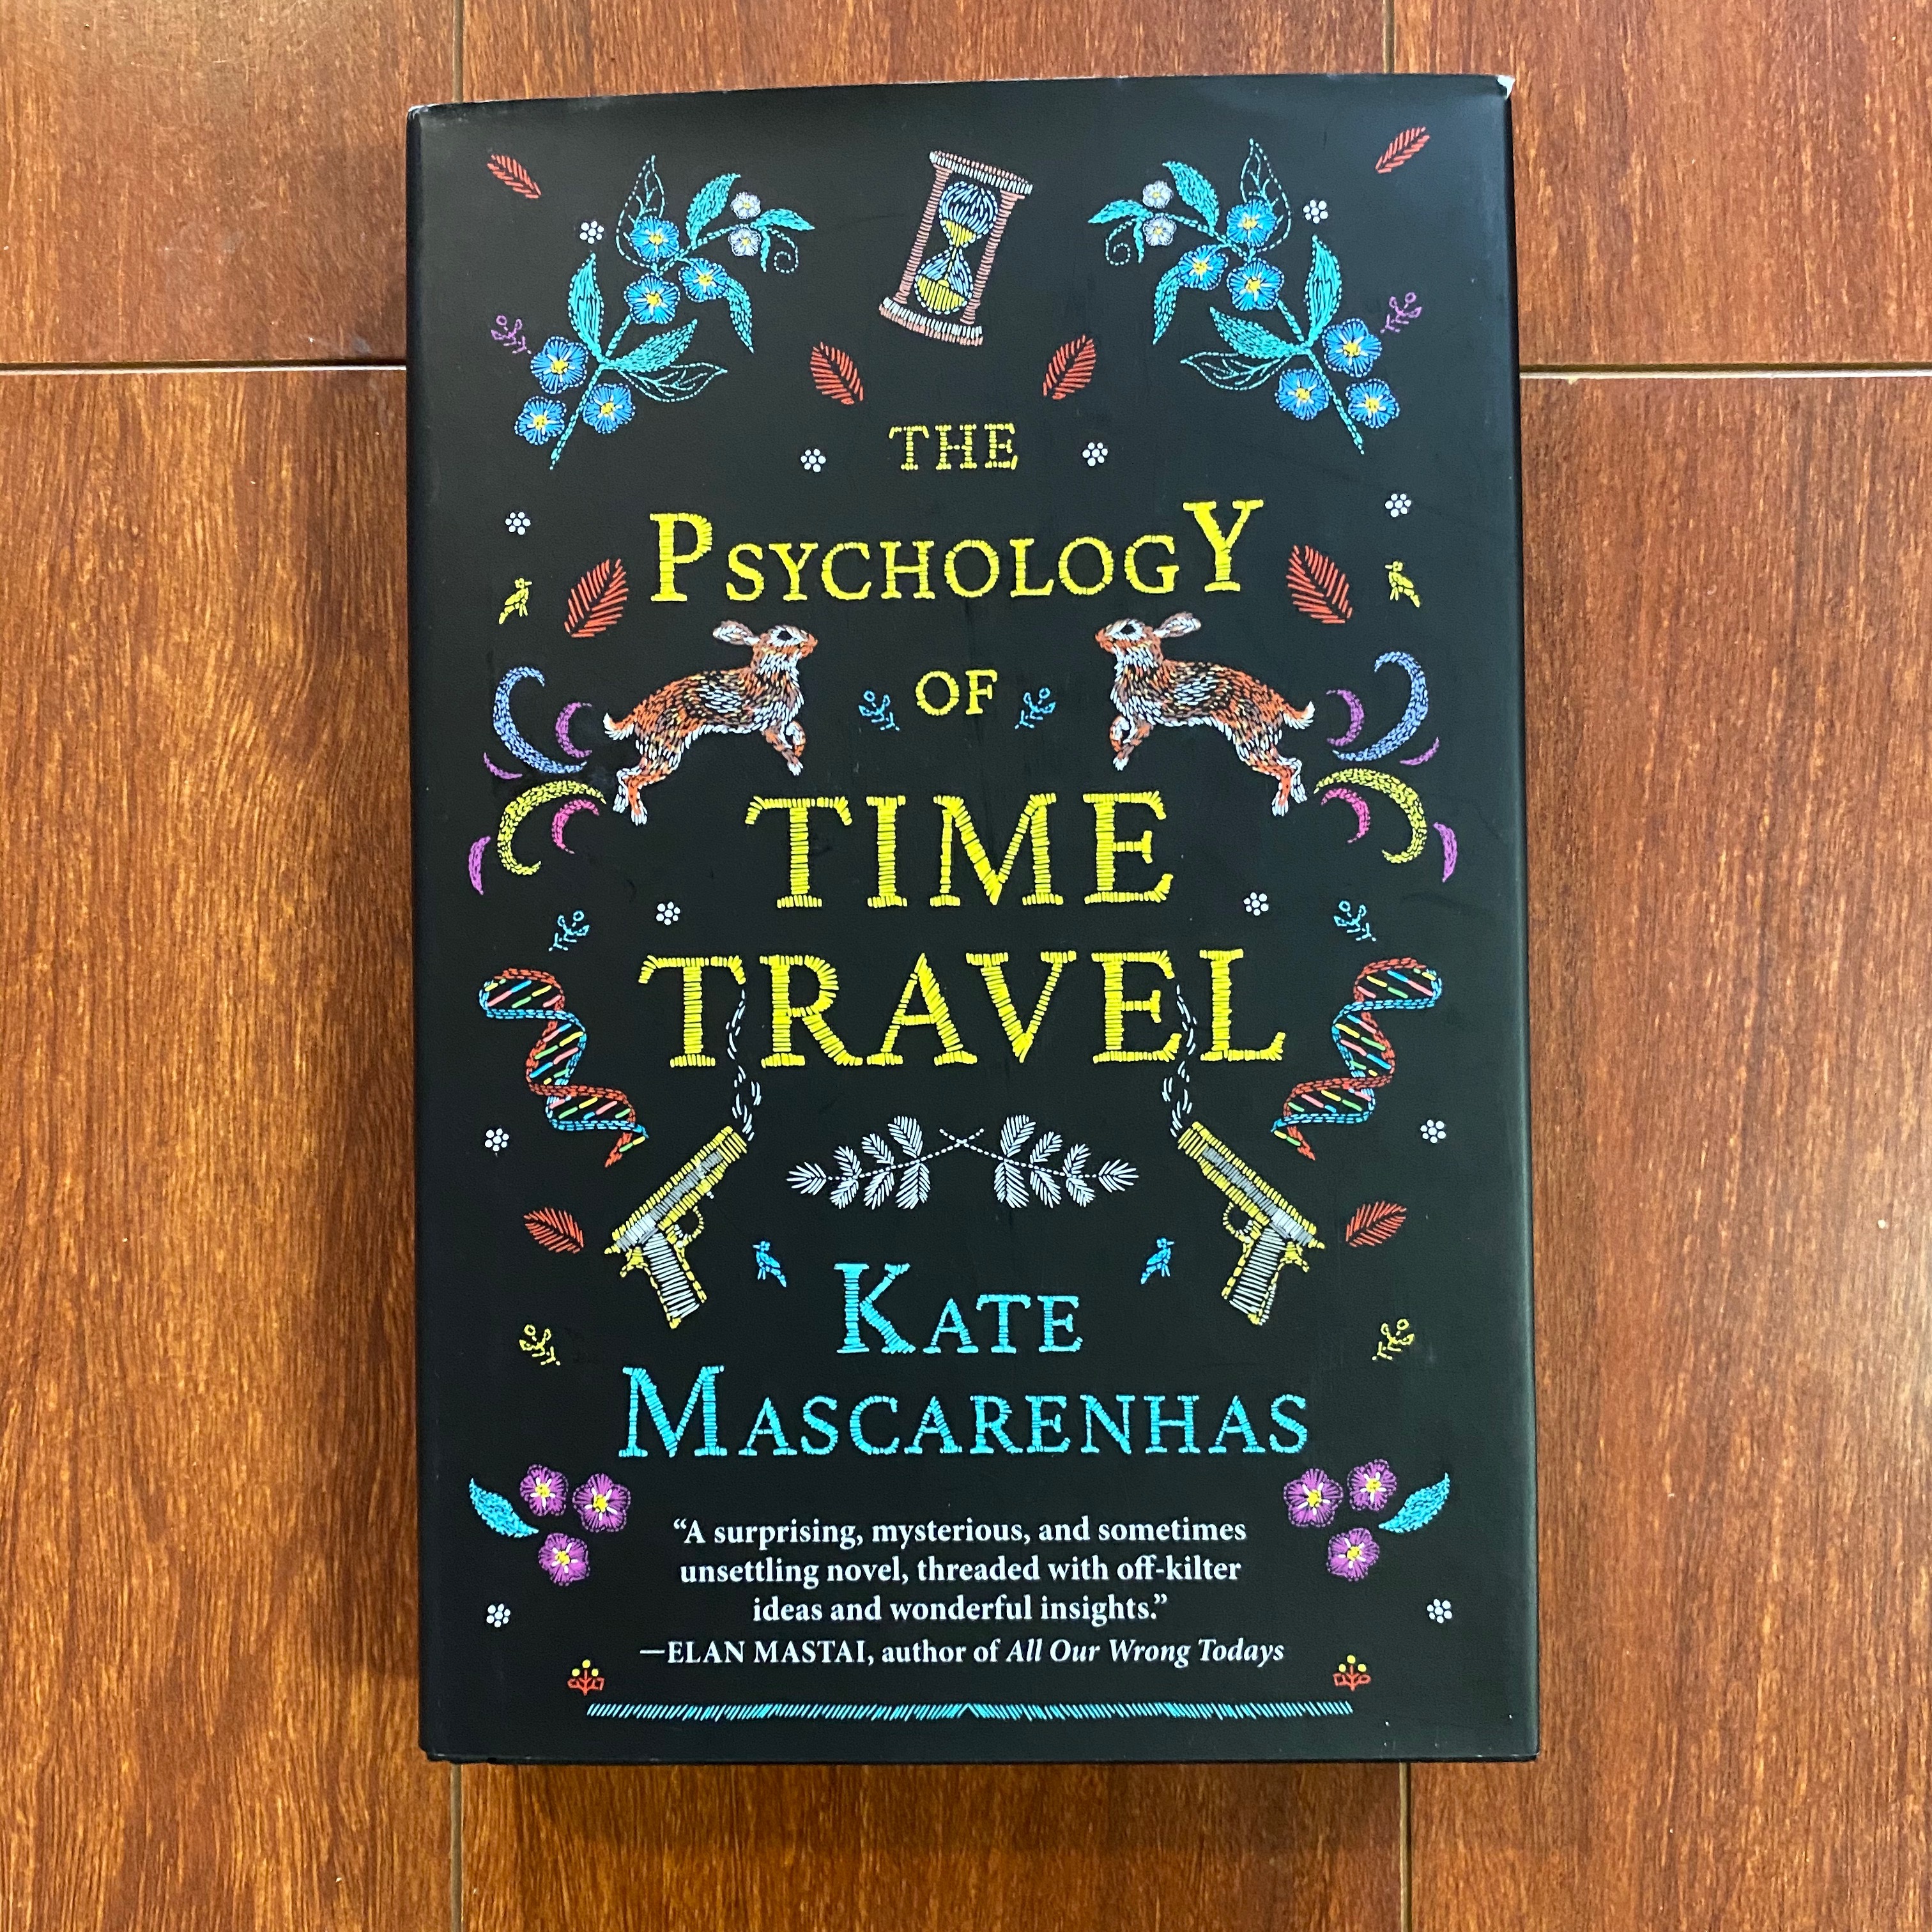 THE
PSYCHOLOGY
OF
TIME
TRAVEL
KATE
MASCARENHAS
“A surprising, mysterious, and sometimes
unsettling novel, threaded with off-kilter
ideas and wonderful insights.”
—ELAN MASTAI, author of All Our Wrong Todays